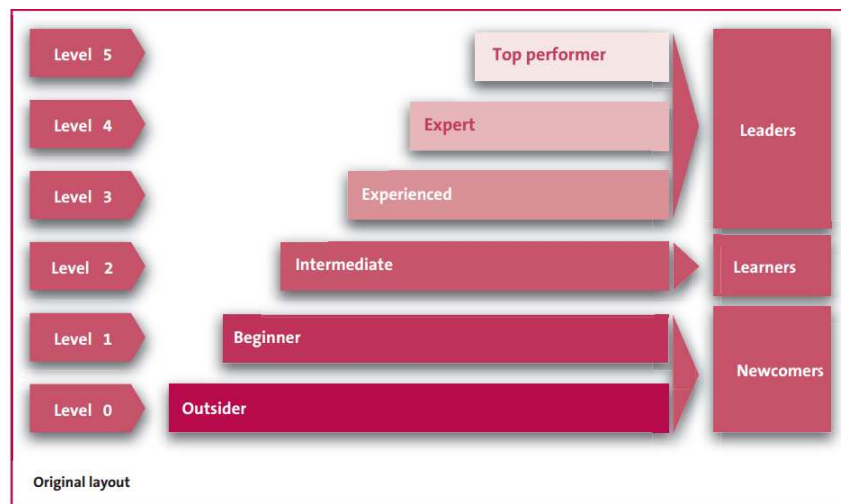 Level 5
Top performer
Level 4
Expert
Leaders
Level 3
Experienced
Level 2
Intermediate
Learners
Level 1
Beginner
Newcomers
Level 0
Outsider
Original layout